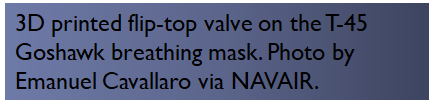 3D printed flip-top valve on the T-45
Goshawk breathing mask. Photo by
Emanuel Cavallaro via NAVAIR.